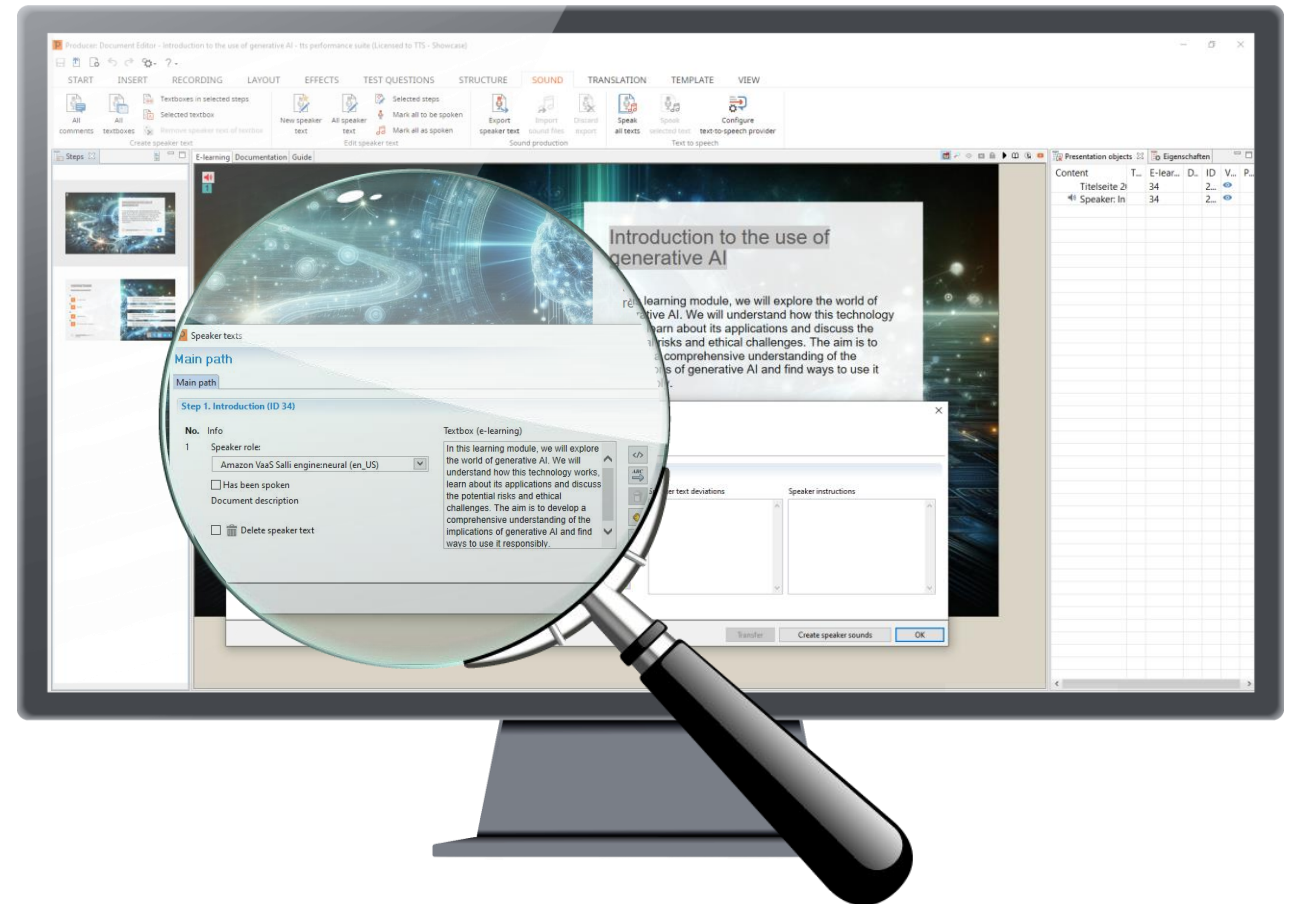 Producer: Document Editor - Introduction to the use of generative AI - tts performance suite (Licensed to TTS - Showcase)
START INSERT RECORDING LAYOUT EFFECTS TEST QUESTIONS STRUCTURE SOUND TRANSLATION TEMPLATE VIEW
All comments
All textboxes
Textboxes in selected steps
Selected textbox
Remove speaker text of textbox
Create speaker text
New speaker text
All speaker text
Selected steps
Mark all to be spoken
Mark all as spoken
Edit speaker text
Export speaker text
Import sound files
Discard export
Sound production
Speak all texts
Speak selected text
Configure text-to-speech provider
Text to speech
Steps
E-learning Documentation Guide
Presentation objects
Eigenschaften
Content T... E-lear... D.. ID V... P...
Titelseite 34 2...
Speaker: In 34 2...
1
Introduction to the use of
generative AI
learning module, we will explore the world of
AI. We will understand how this technology
about its applications and discuss the
risks and ethical challenges. The aim is to
a comprehensive understanding of the
of generative AI and find ways to use it
Speaker texts
Main path
Main path
Step 1. Introduction (ID 34)
No. Info Textbox (e-learning)
1 Speaker role:
Amazon VaaS Salli engine:neural (en_US)
Has been spoken
Document description
Delete speaker text
In this learning module, we will explore
the world of generative AI. We will
understand how this technology works,
learn about its applications and discuss
the potential risks and ethical
challenges. The aim is to develop a
comprehensive understanding of the
implications of generative AI and find
ways to use it responsibly.
</>
ABC
text deviations
Speaker instructions
Transfer Create speaker sounds OK